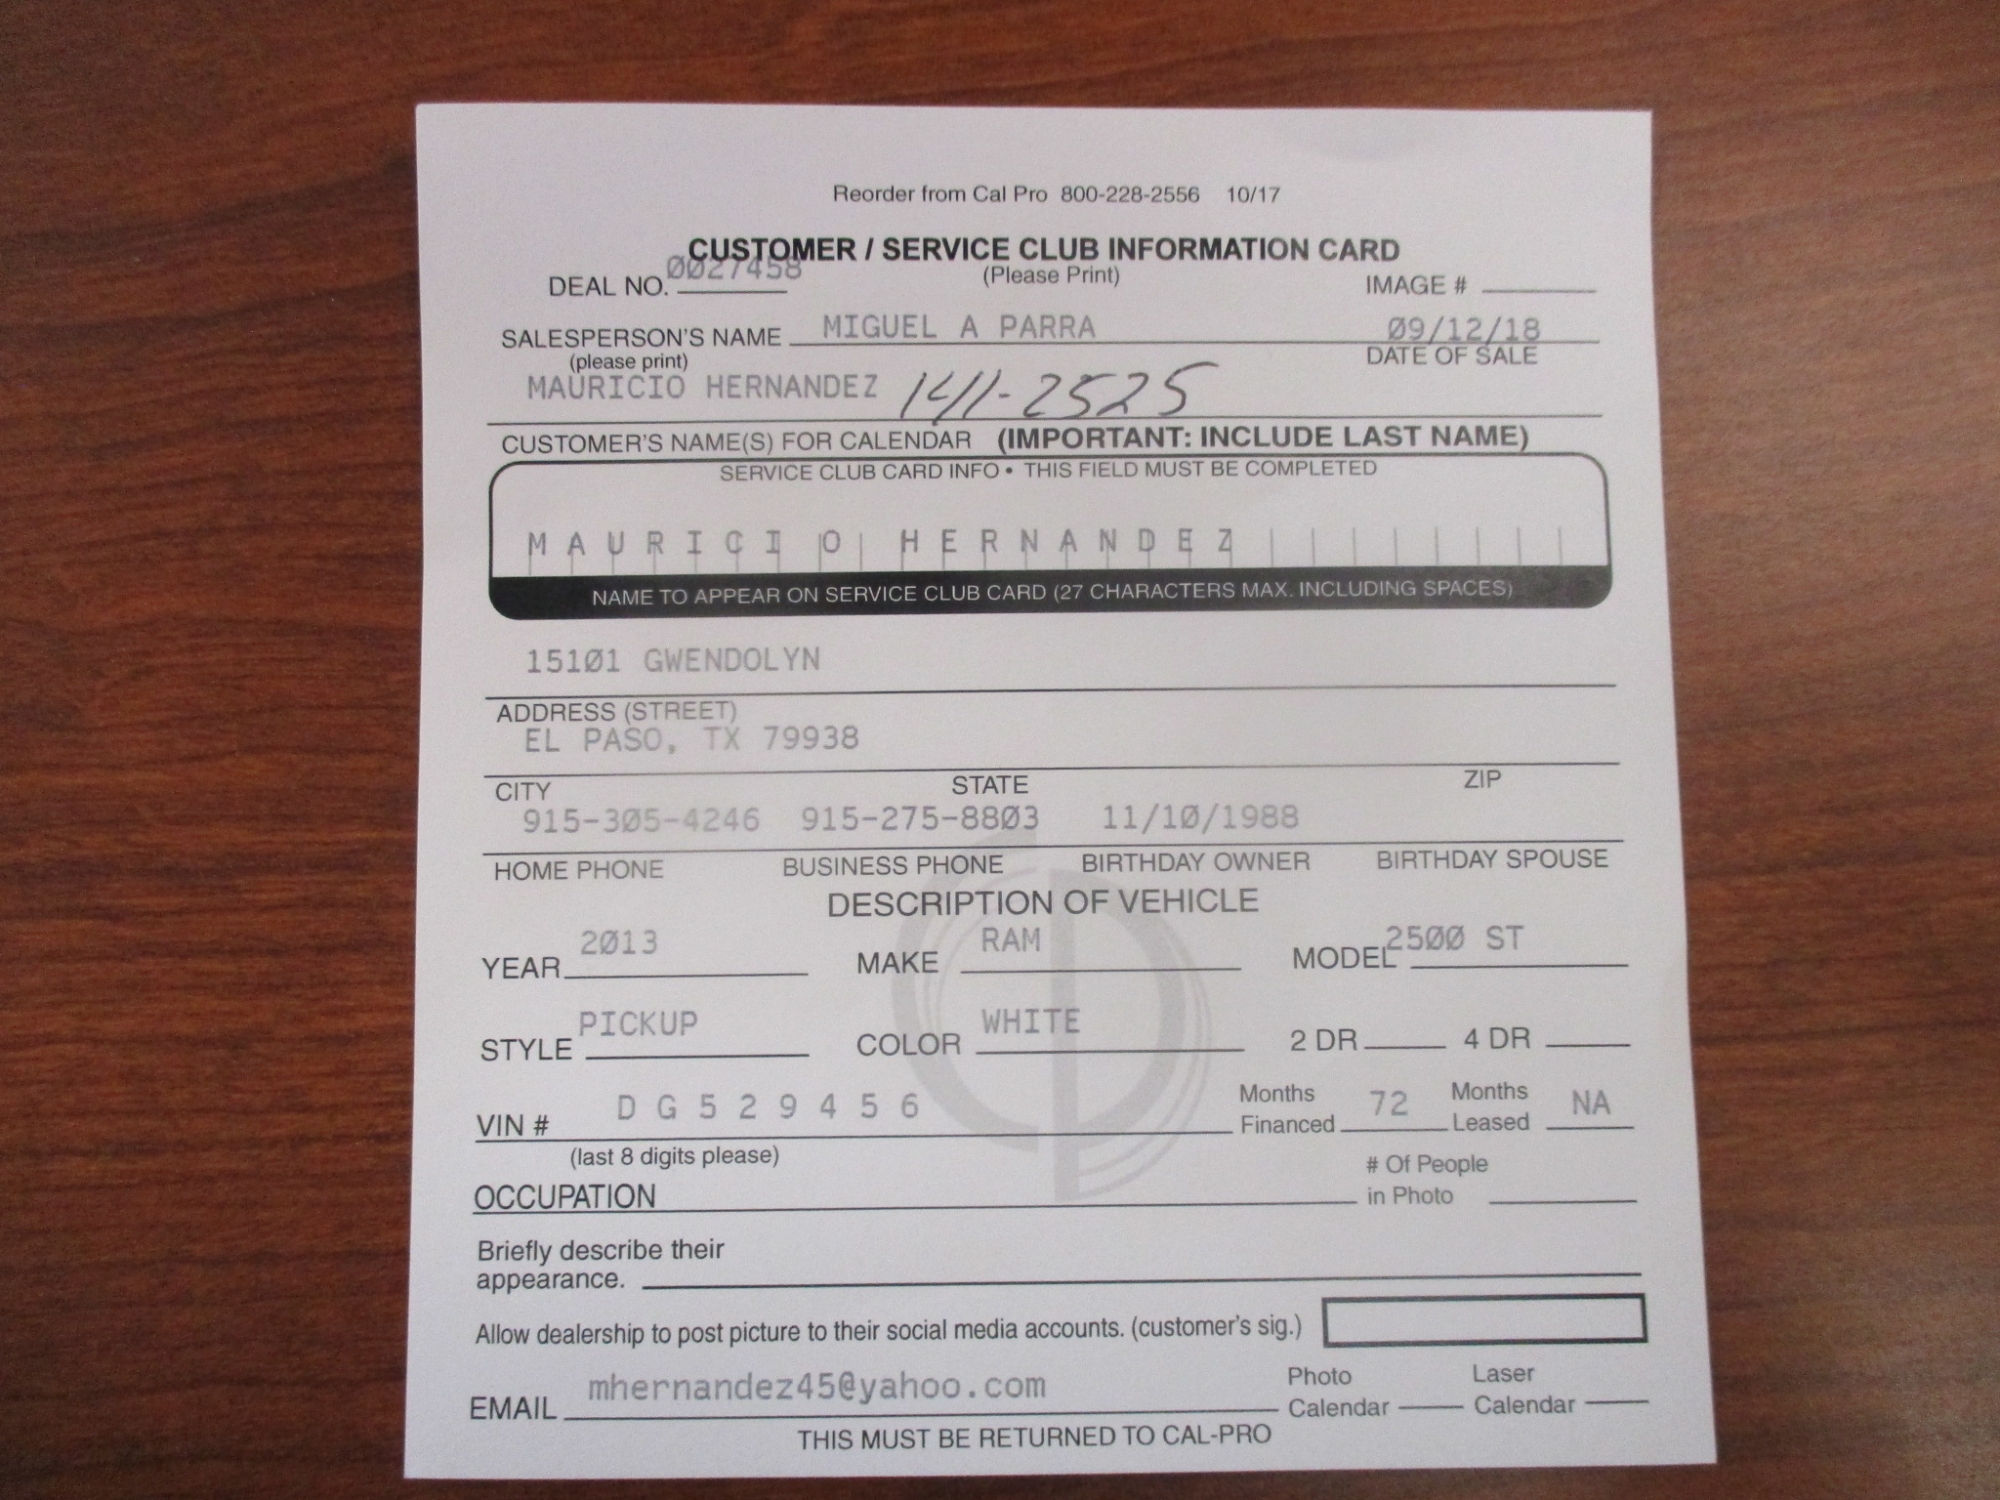 Reorder from Cal Pro 800-228-2556 10/17
CUSTOMER / SERVICE CLUB INFORMATION CARD
DEAL NO. 0027458 (Please Print) IMAGE #
SALESPERSON'S NAME MIGUEL A PARRA 09/12/18
(please print) DATE OF SALE
MAURICIO HERNANDEZ 1411-2525
CUSTOMER'S NAME(S) FOR CALENDAR (IMPORTANT: INCLUDE LAST NAME)
SERVICE CLUB CARD INFO • THIS FIELD MUST BE COMPLETED
MAURICIO HERNANDEZ
NAME TO APPEAR ON SERVICE CLUB CARD (27 CHARACTERS MAX. INCLUDING SPACES)
15101 GWENDOLYN
ADDRESS (STREET)
EL PASO, TX 79938
CITY STATE ZIP
915-305-4246 915-275-8803 11/10/1988
HOME PHONE BUSINESS PHONE BIRTHDAY OWNER BIRTHDAY SPOUSE
DESCRIPTION OF VEHICLE
YEAR 2013 MAKE RAM MODEL 2500 ST
STYLE PICKUP COLOR WHITE 2 DR 4 DR
VIN # DG529456 Months Financed 72 Months Leased NA
(last 8 digits please)
OCCUPATION # Of People in Photo
Briefly describe their
appearance.
Allow dealership to post picture to their social media accounts. (customer's sig.)
EMAIL mhernandez45@yahoo.com Photo Calendar Laser Calendar
THIS MUST BE RETURNED TO CAL-PRO